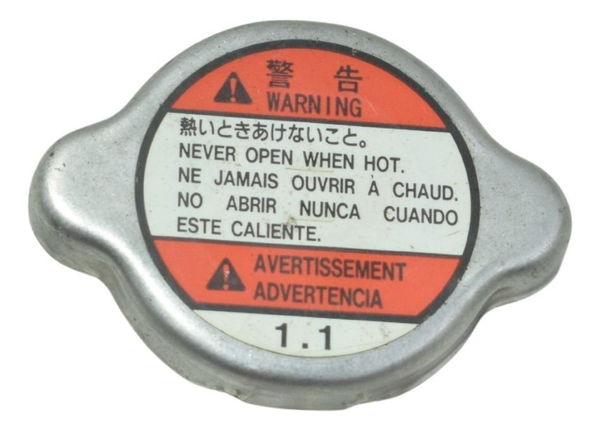 警告
WARNING
熱いときあけないこと。
NEVER OPEN WHEN HOT.
NE JAMAIS OUVRIR À CHAUD.
NO ABRIR NUNCA CUANDO
ESTE CALIENTE.
AVERTISSEMENT
ADVERTENCIA
1.1